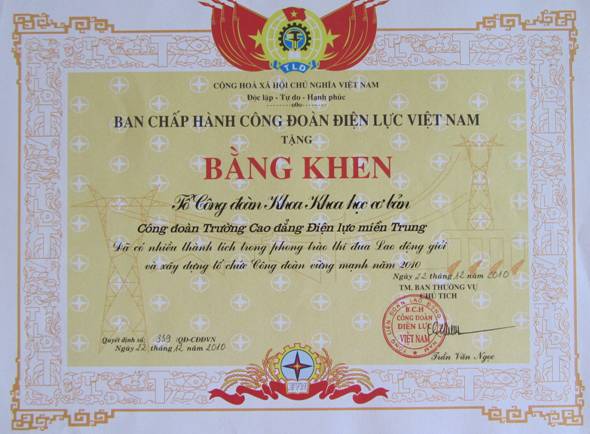 TLD
CỘNG HOÀ XÃ HỘI CHỦ NGHĨA VIỆT NAM
Độc lập - Tự do - Hạnh phúc
BAN CHẤP HÀNH CÔNG ĐOÀN ĐIỆN LỰC VIỆT NAM
TẶNG
BẰNG KHEN
Tổ Công đoàn Khoa Khoa học cơ bản
Công đoàn Trường Cao đẳng Điện lực miền Trung
Đã có nhiều thành tích trong phong trào thi đua Lao động giỏi
và xây dựng tổ chức Công đoàn vững mạnh năm 2010
Ngày 22 tháng 12 năm 2010
TM. BAN THƯỜNG VỤ
CHỦ TỊCH
B.C.H
CÔNG ĐOÀN
ĐIỆN LỰC
VIỆT NAM
Trần Văn Ngọc
Quyết định số: 359 /QĐ-CĐĐVN
Ngày 22 tháng 12 năm 2010